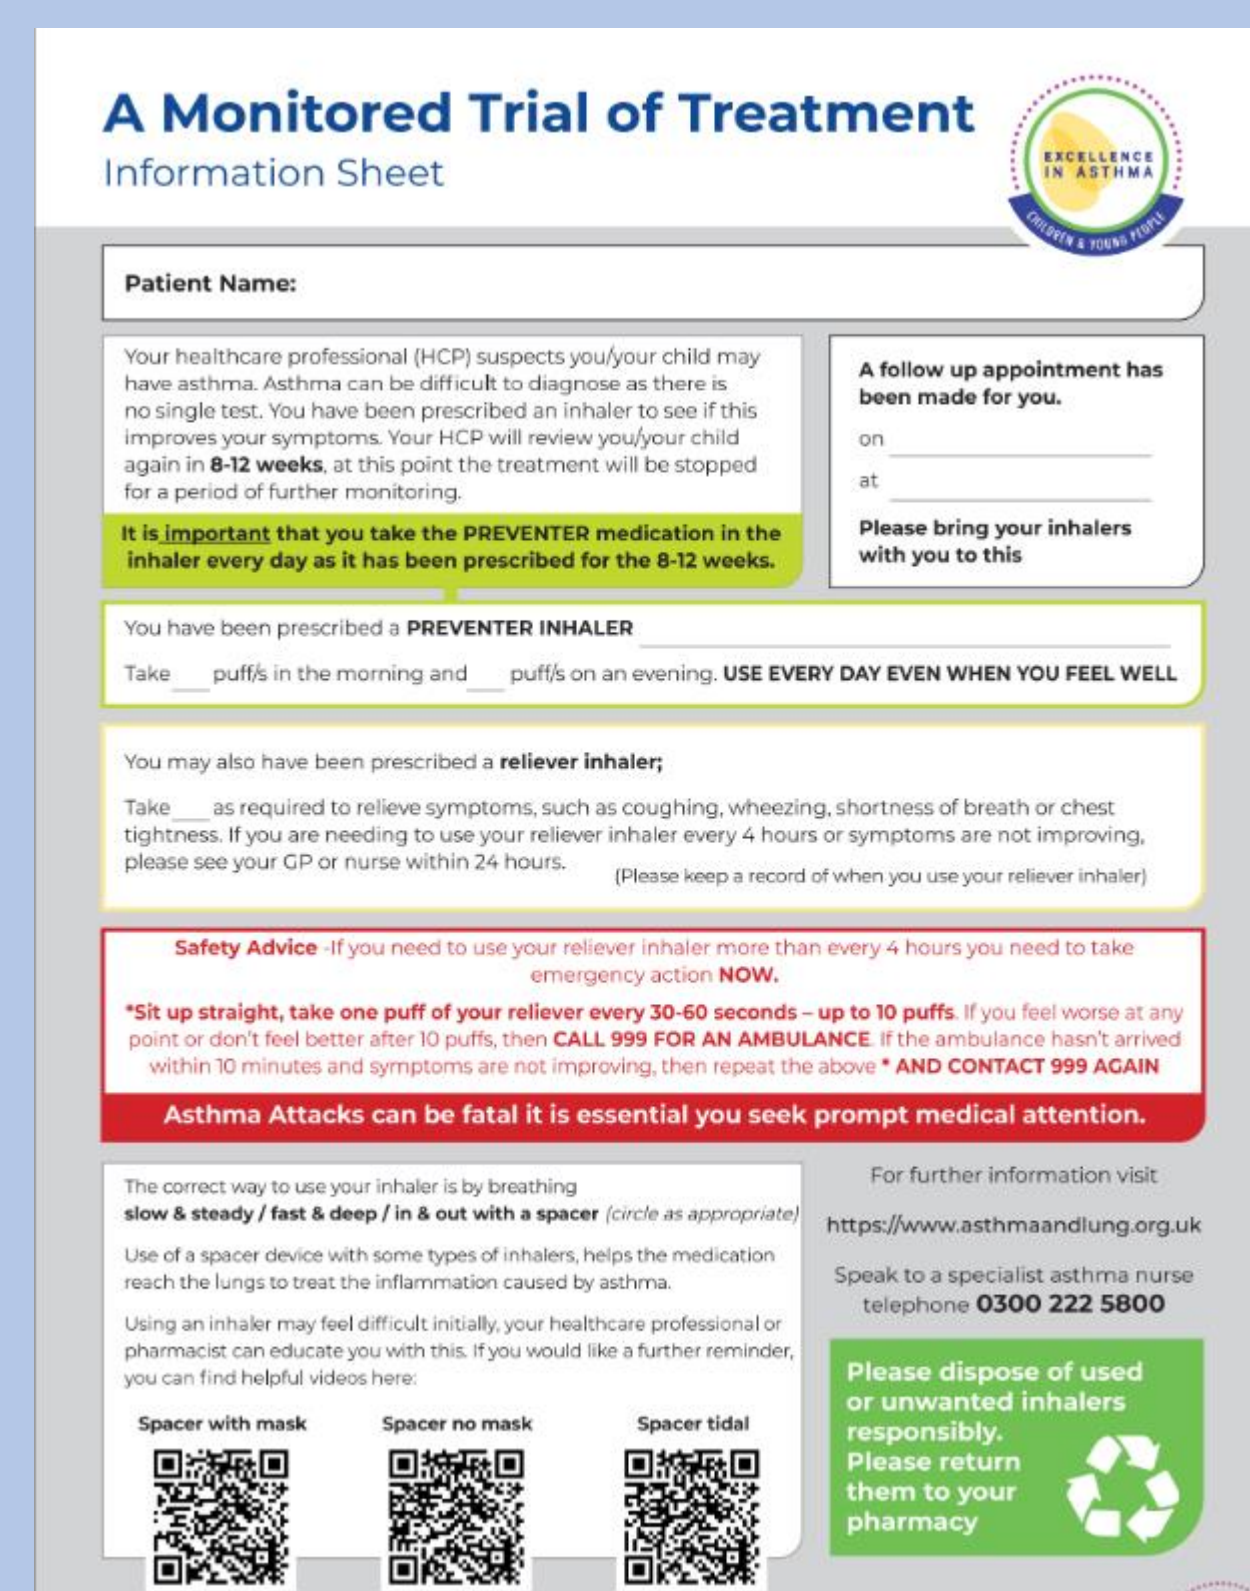 A Monitored Trial of Treatment
Information Sheet
EXCELLENCE
IN ASTHMA
CHILDREN & YOUNG PEOPLE
Patient Name:
Your healthcare professional (HCP) suspects you/your child may
have asthma. Asthma can be difficult to diagnose as there is
no single test. You have been prescribed an inhaler to see if this
improves your symptoms. Your HCP will review you/your child
again in 8-12 weeks, at this point the treatment will be stopped
for a period of further monitoring.
It is important that you take the PREVENTER medication in the
inhaler every day as it has been prescribed for the 8-12 weeks.
A follow up appointment has
been made for you.
on
at
Please bring your inhalers
with you to this
You have been prescribed a PREVENTER INHALER
Take ___ puff/s in the morning and ___ puff/s on an evening. USE EVERY DAY EVEN WHEN YOU FEEL WELL
You may also have been prescribed a reliever inhaler;
Take ___ as required to relieve symptoms, such as coughing, wheezing, shortness of breath or chest
tightness. If you are needing to use your reliever inhaler every 4 hours or symptoms are not improving,
please see your GP or nurse within 24 hours.
(Please keep a record of when you use your reliever inhaler)
Safety Advice -If you need to use your reliever inhaler more than every 4 hours you need to take
emergency action NOW.
*Sit up straight, take one puff of your reliever every 30-60 seconds – up to 10 puffs. If you feel worse at any
point or don't feel better after 10 puffs, then CALL 999 FOR AN AMBULANCE. If the ambulance hasn't arrived
within 10 minutes and symptoms are not improving, then repeat the above * AND CONTACT 999 AGAIN
Asthma Attacks can be fatal it is essential you seek prompt medical attention.
The correct way to use your inhaler is by breathing
slow & steady / fast & deep / in & out with a spacer (circle as appropriate)
Use of a spacer device with some types of inhalers, helps the medication
reach the lungs to treat the inflammation caused by asthma.
Using an inhaler may feel difficult initially, your healthcare professional or
pharmacist can educate you with this. If you would like a further reminder,
you can find helpful videos here:
Spacer with mask
Spacer no mask
Spacer tidal
For further information visit
https://www.asthmaandlung.org.uk
Speak to a specialist asthma nurse
telephone 0300 222 5800
Please dispose of used
or unwanted inhalers
responsibly.
Please return
them to your
pharmacy